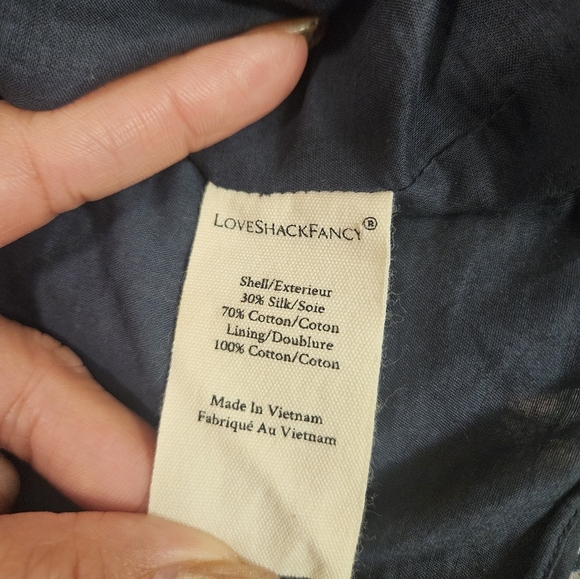 LOVESHACKFANCY®
Shell/Exterieur
30% Silk/Soie
70% Cotton/Coton
Lining/Doublure
100% Cotton/Coton
Made In Vietnam
Fabriqué Au Vietnam